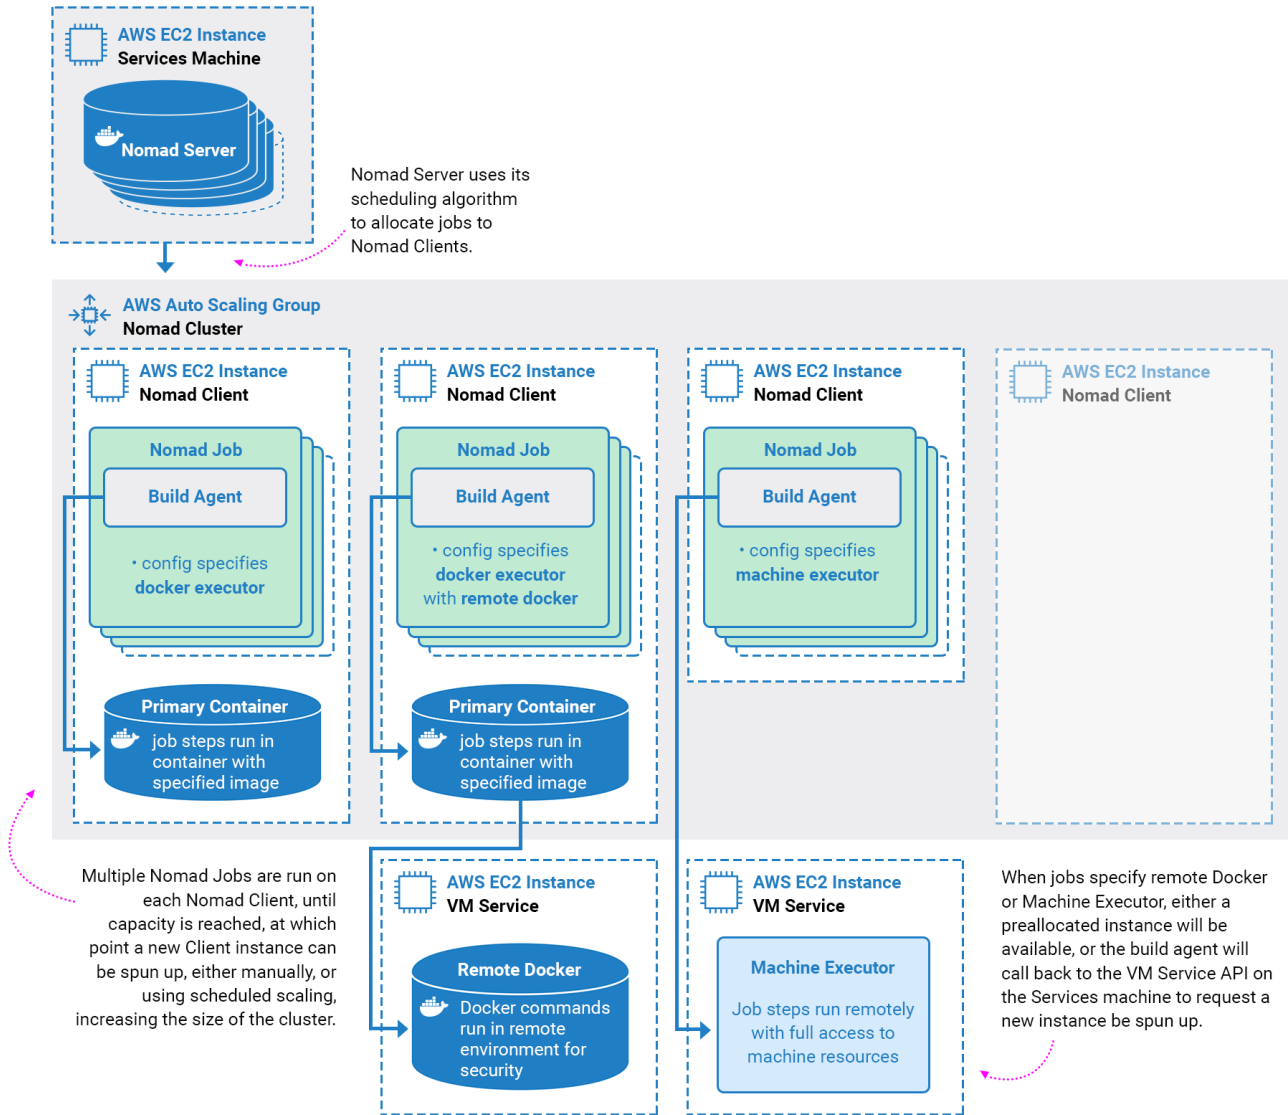 AWS EC2 Instance
Services Machine
Nomad Server
Nomad Server uses its
scheduling algorithm
to allocate jobs to
Nomad Clients.
AWS Auto Scaling Group
Nomad Cluster
AWS EC2 Instance
Nomad Client
Nomad Job
Build Agent
• config specifies
docker executor
Primary Container
job steps run in
container with
specified image
AWS EC2 Instance
Nomad Client
Nomad Job
Build Agent
• config specifies
docker executor
with remote docker
Primary Container
job steps run in
container with
specified image
AWS EC2 Instance
Nomad Client
Nomad Job
Build Agent
• config specifies
machine executor
AWS EC2 Instance
Nomad Client
Multiple Nomad Jobs are run on
each Nomad Client, until
capacity is reached, at which
point a new Client instance can
be spun up, either manually, or
using scheduled scaling,
increasing the size of the cluster.
AWS EC2 Instance
VM Service
Remote Docker
Docker commands
run in remote
environment for
security
AWS EC2 Instance
VM Service
Machine Executor
Job steps run remotely
with full access to
machine resources
When jobs specify remote Docker
or Machine Executor, either a
preallocated instance will be
available, or the build agent will
call back to the VM Service API on
the Services machine to request a
new instance be spun up.